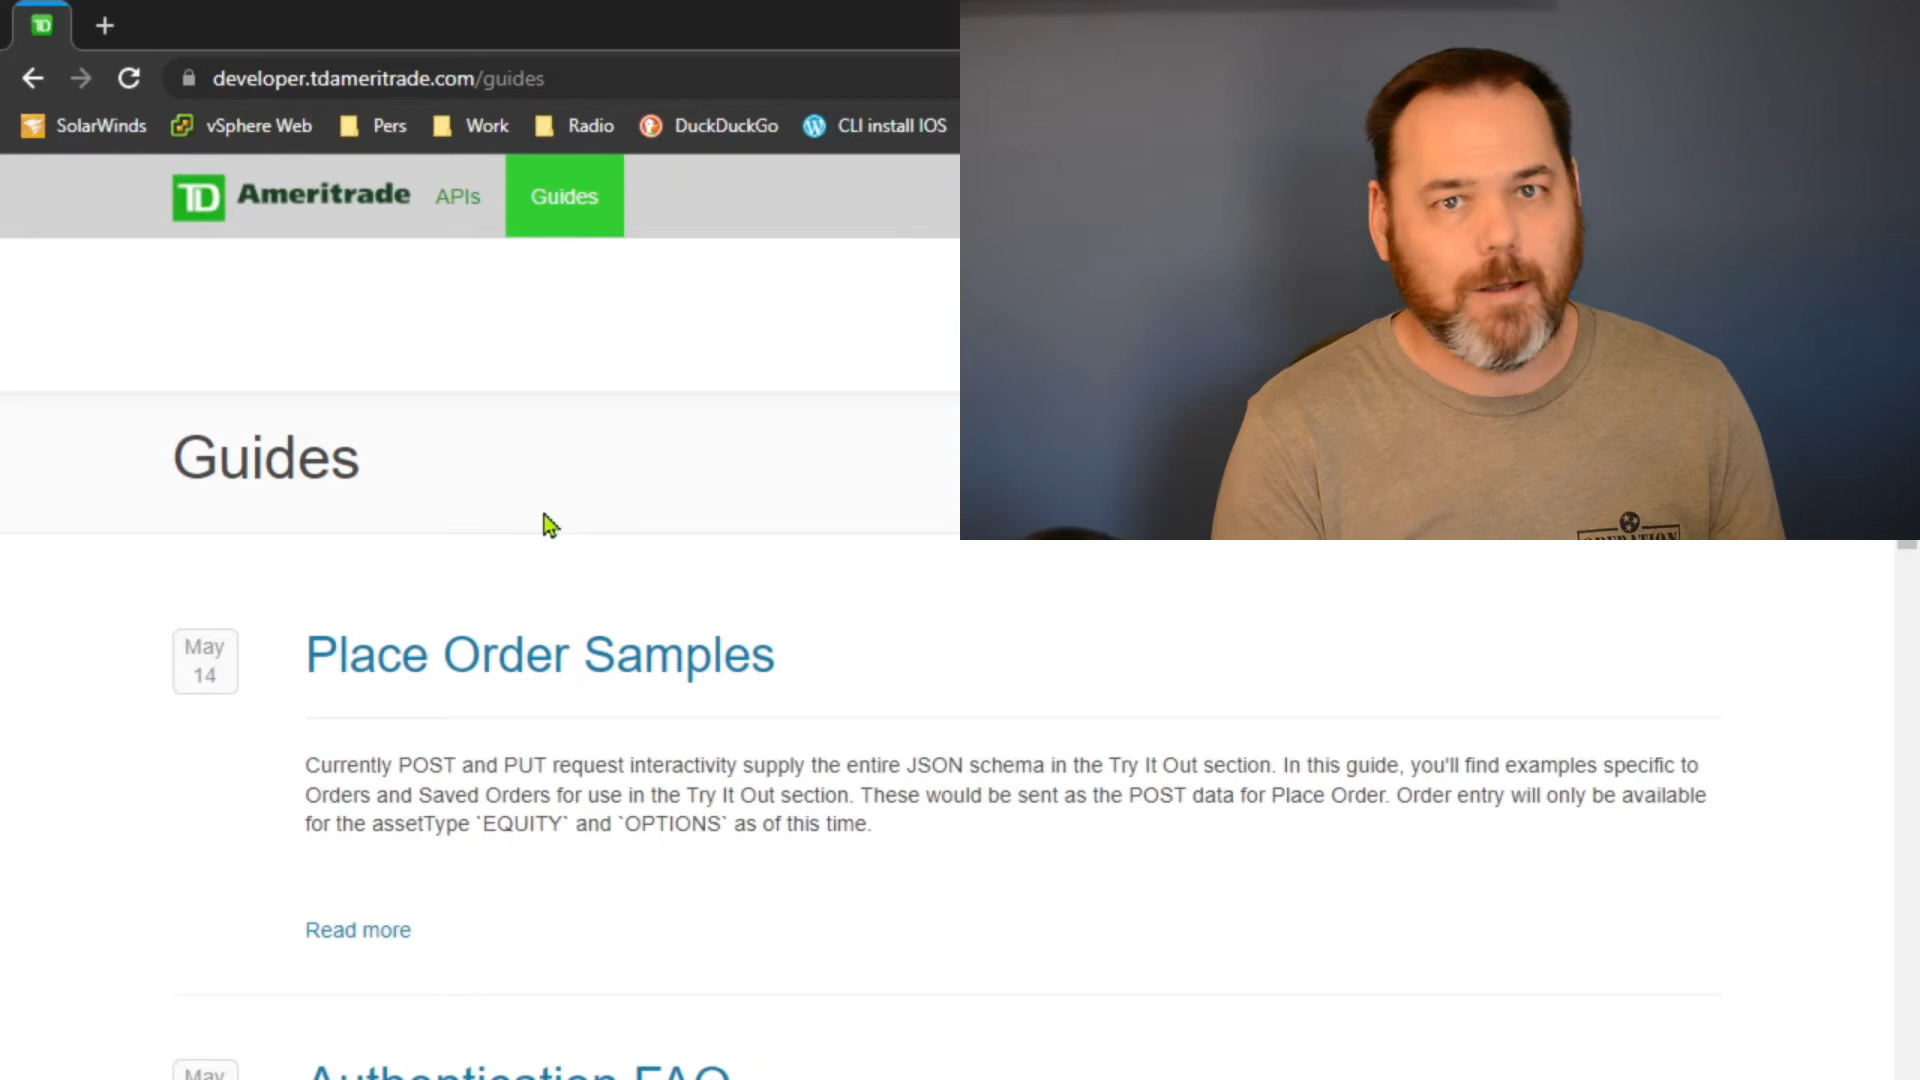 TD
developer.tdameritrade.com/guides
SolarWinds vSphere Web Pers Work Radio DuckDuckGo CLI install IOS
TD Ameritrade APIs Guides
Guides
OPERATION
May
14
Place Order Samples
Currently POST and PUT request interactivity supply the entire JSON schema in the Try It Out section. In this guide, you'll find examples specific to
Orders and Saved Orders for use in the Try It Out section. These would be sent as the POST data for Place Order. Order entry will only be available
for the assetType `EQUITY` and `OPTIONS` as of this time.
Read more
May
Authentication FAQ